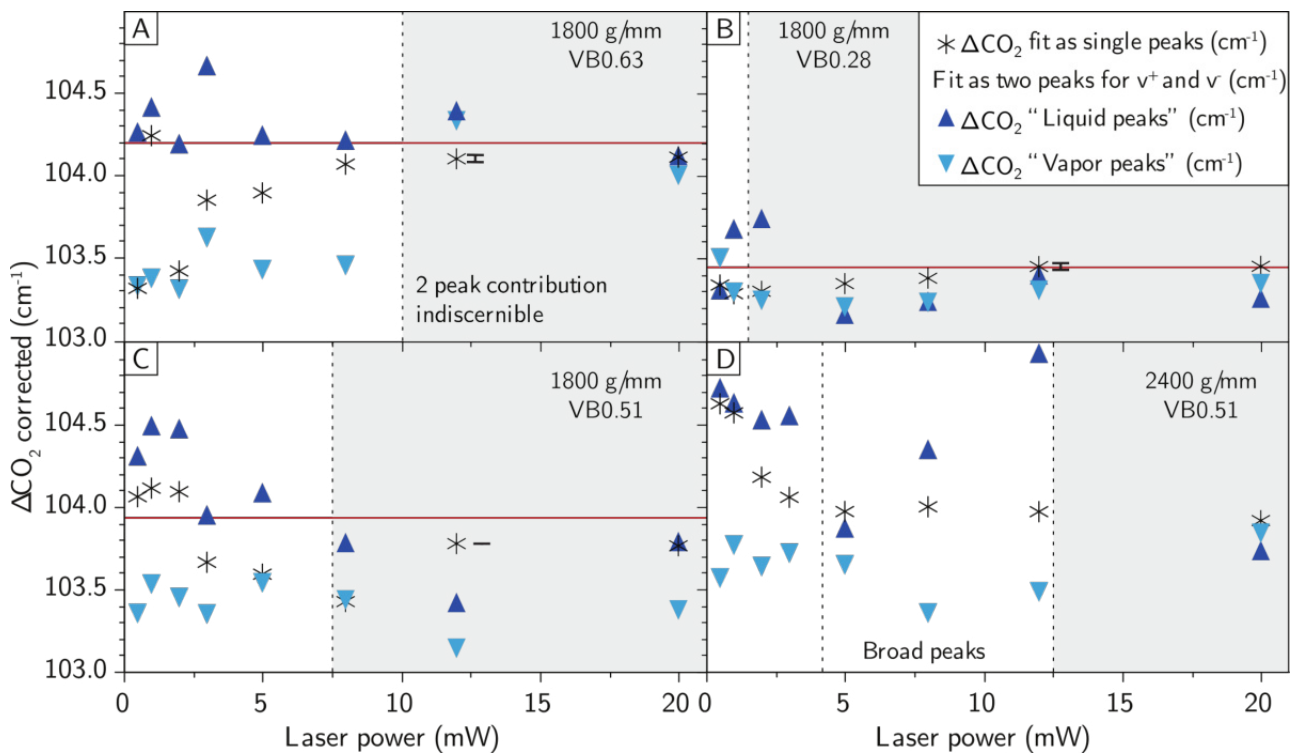 A
1800 g/mm
VB0.63
2 peak contribution
indiscernible
B
1800 g/mm
VB0.28
ΔCO₂ fit as single peaks (cm⁻¹)
Fit as two peaks for v⁺ and v⁻ (cm⁻¹)
ΔCO₂ “Liquid peaks” (cm⁻¹)
ΔCO₂ “Vapor peaks” (cm⁻¹)
104.5
104.0
103.5
103.0
C
1800 g/mm
VB0.51
D
2400 g/mm
VB0.51
Broad peaks
104.5
104.0
103.5
103.0
ΔCO₂ corrected (cm⁻¹)
0 5 10 15 20
0 5 10 15 20
Laser power (mW)
Laser power (mW)